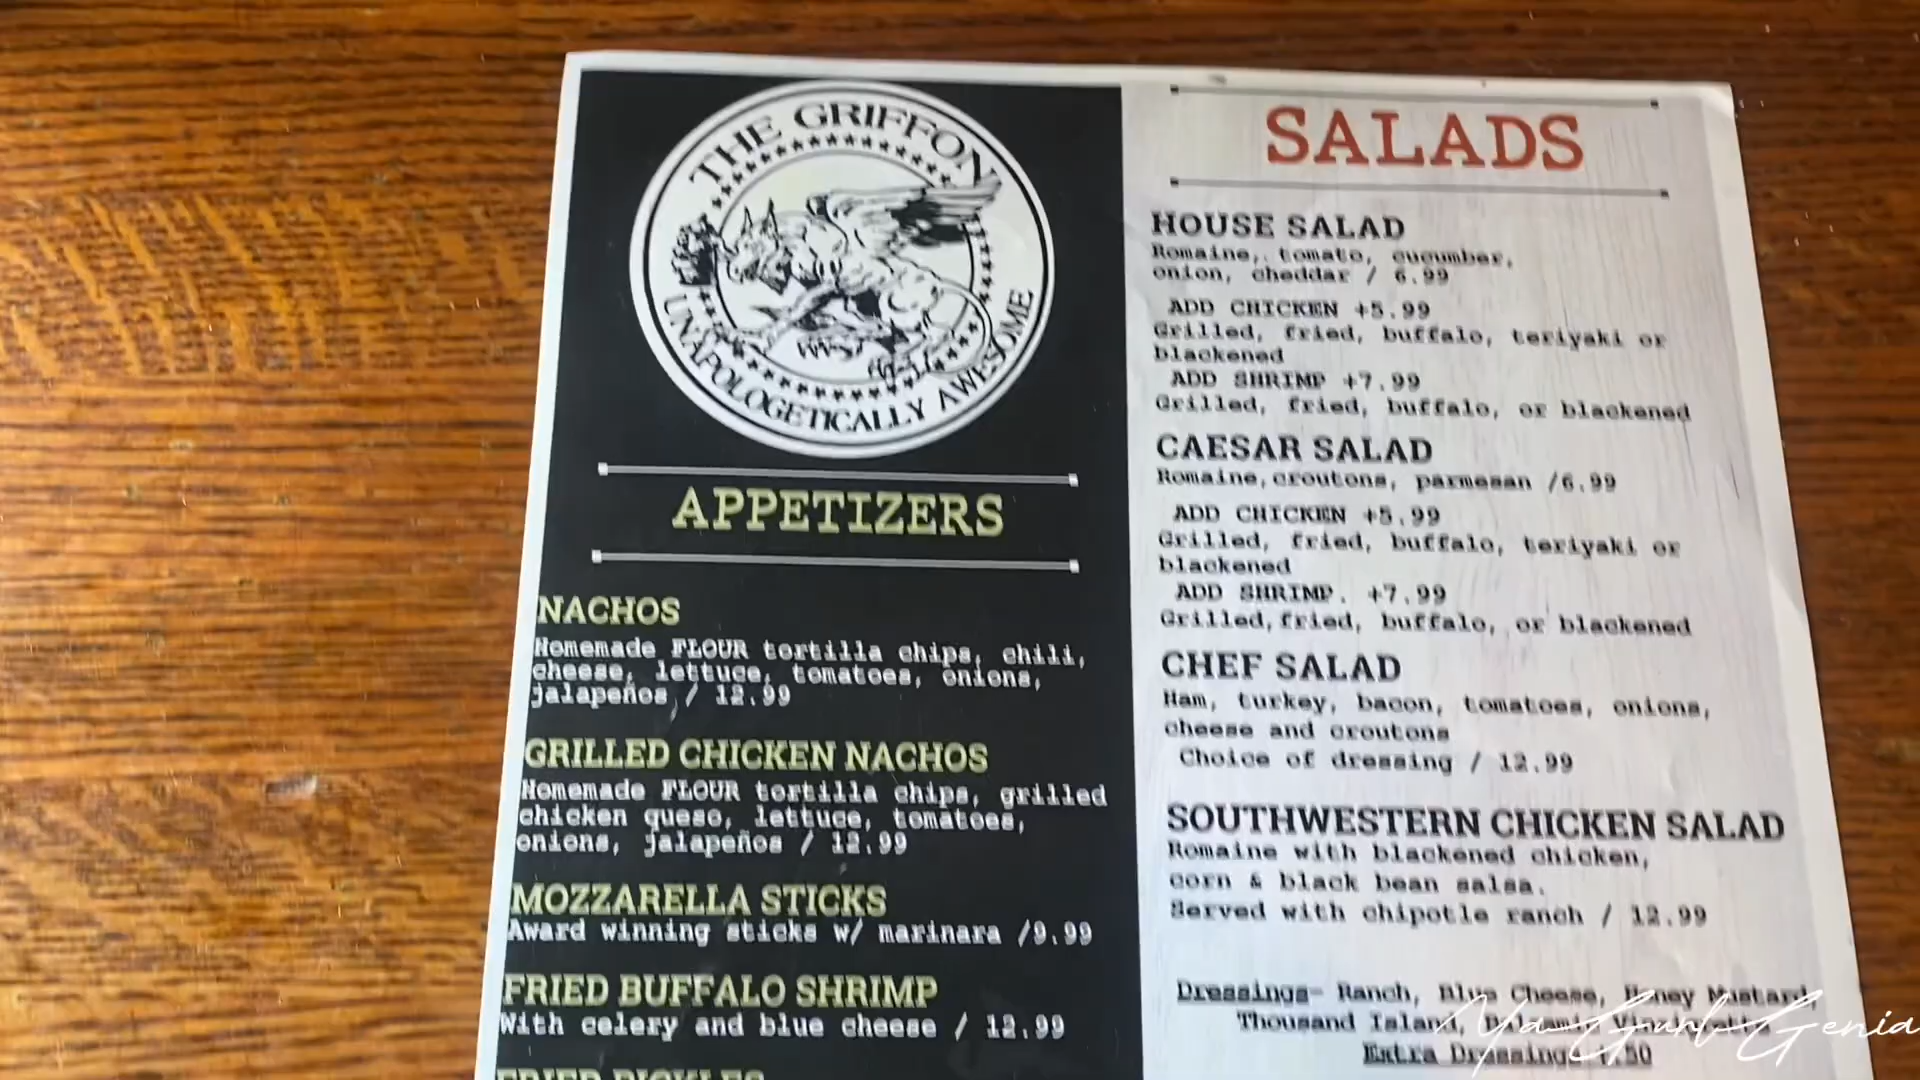 THE GRIFFON
UNAPOLOGETICALLY AWESOME
APPETIZERS
NACHOS
Homemade FLOUR tortilla chips, chili,
cheese, lettuce, tomatoes, onions,
jalapeños / 12.99
GRILLED CHICKEN NACHOS
Homemade FLOUR tortilla chips, grilled
chicken queso, lettuce, tomatoes,
onions, jalapeños / 12.99
MOZZARELLA STICKS
Award winning sticks w/ marinara /9.99
FRIED BUFFALO SHRIMP
With celery and blue cheese / 12.99
FRIED PICKLES
SALADS
HOUSE SALAD
Romaine, tomato, cucumber,
onion, cheddar / 6.99
ADD CHICKEN +5.99
Grilled, fried, buffalo, teriyaki or
blackened
ADD SHRIMP +7.99
Grilled, fried, buffalo, or blackened
CAESAR SALAD
Romaine,croutons, parmesan /6.99
ADD CHICKEN +5.99
Grilled, fried, buffalo, teriyaki or
blackened
ADD SHRIMP. +7.99
Grilled,fried, buffalo, or blackened
CHEF SALAD
Ham, turkey, bacon, tomatoes, onions,
cheese and croutons
Choice of dressing / 12.99
SOUTHWESTERN CHICKEN SALAD
Romaine with blackened chicken,
corn & black bean salsa.
Served with chipotle ranch / 12.99
Dressings- Ranch, Blue Cheese, Honey Mustard,
Thousand Island,
Extra Dressing
Ya Gurl Genia